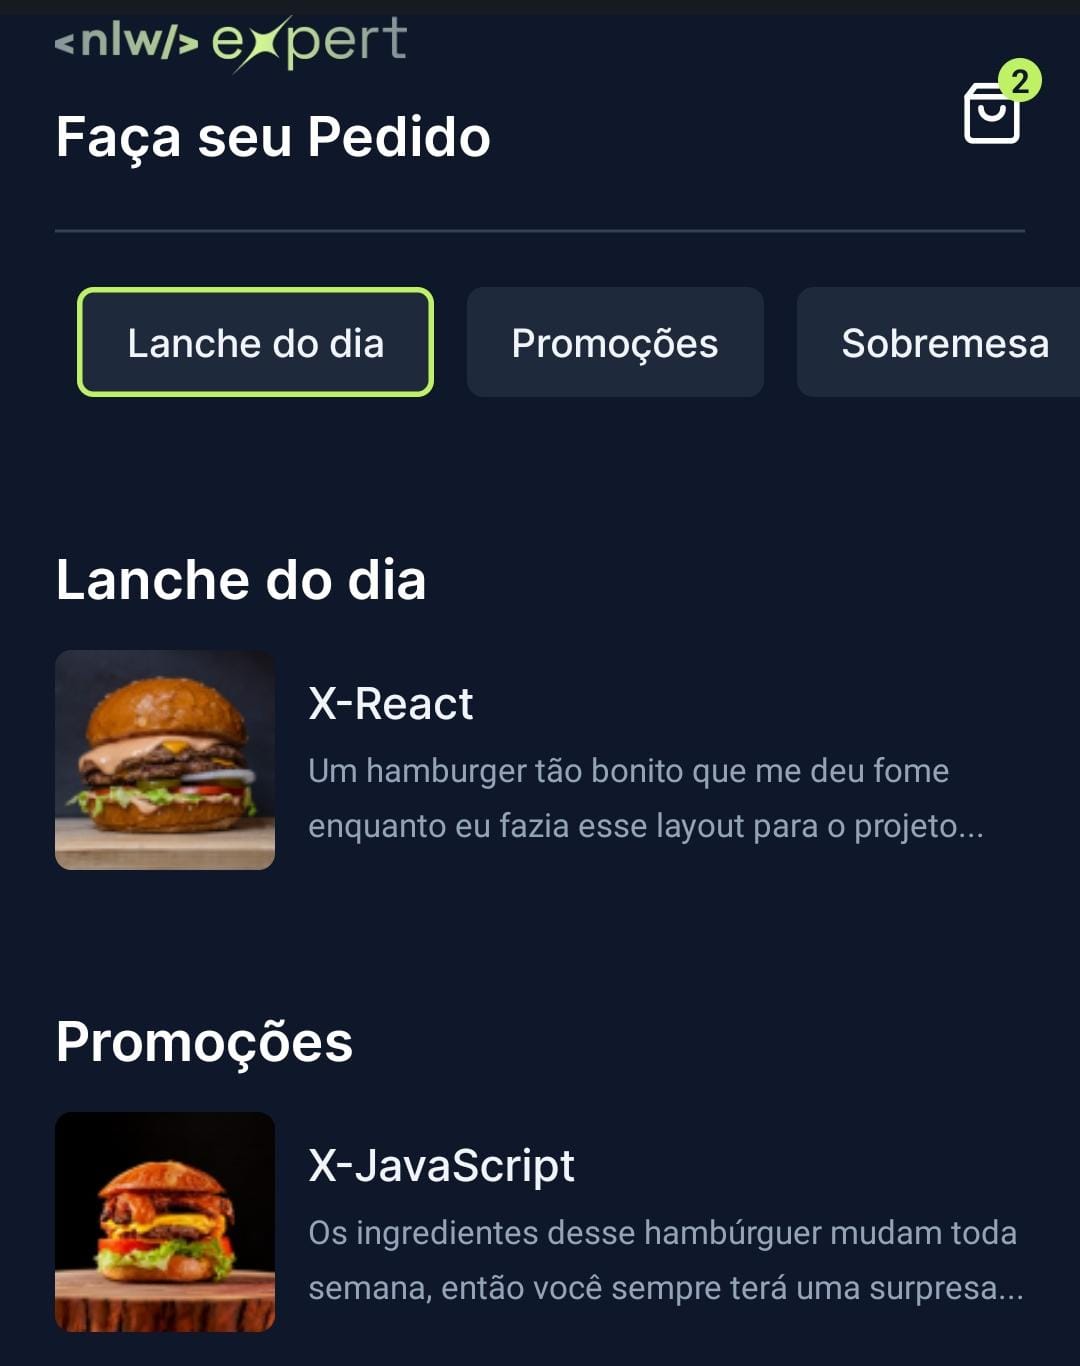 <nlw/> expert
2
Faça seu Pedido
Lanche do dia
Promoções
Sobremesa
Lanche do dia
X-React
Um hamburger tão bonito que me deu fome
enquanto eu fazia esse layout para o projeto...
Promoções
X-JavaScript
Os ingredientes desse hambúrguer mudam toda
semana, então você sempre terá uma surpresa...